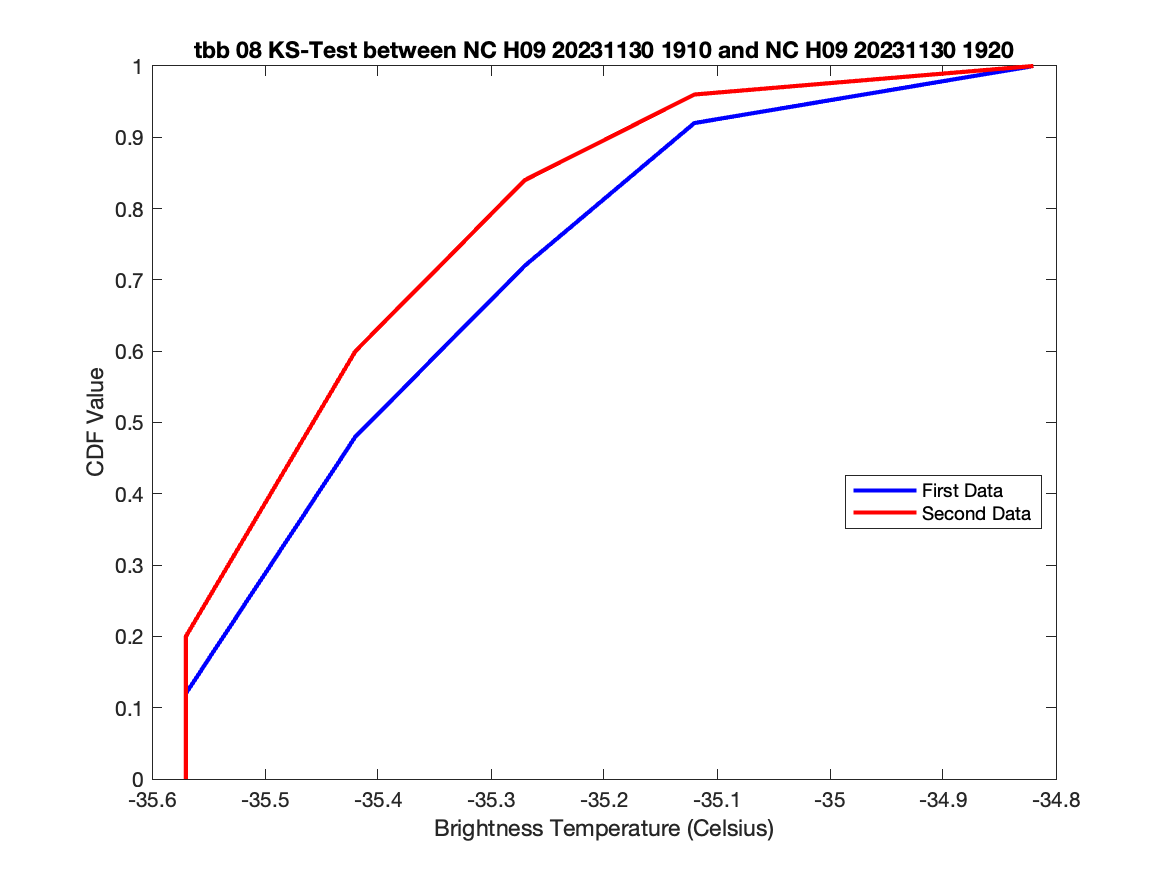 tbb 08 KS-Test between NC H09 20231130 1910 and NC H09 20231130 1920
1
0.9
0.8
0.7
0.6
0.5
0.4
0.3
0.2
0.1
0
CDF Value
First Data
Second Data
-35.6 -35.5 -35.4 -35.3 -35.2 -35.1 -35 -34.9 -34.8
Brightness Temperature (Celsius)